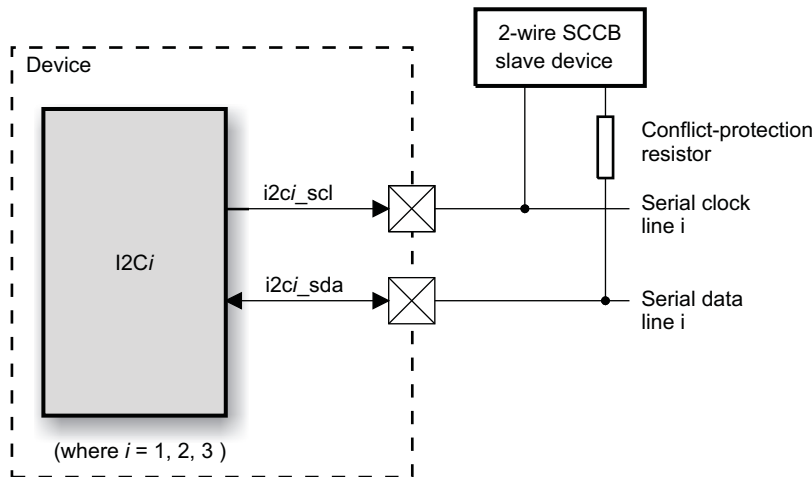 2-wire SCCB
slave device
Device
Conflict-protection
resistor
i2ci_scl
Serial clock
line i
I2Ci
i2ci_sda
Serial data
line i
(where i = 1, 2, 3 )